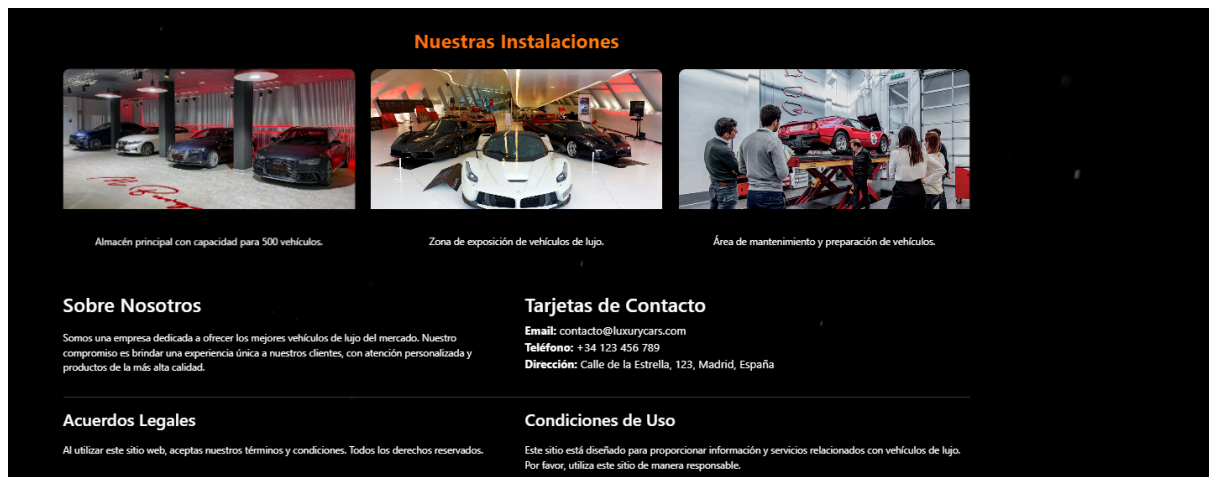 Nuestras Instalaciones
Almacén principal con capacidad para 500 vehículos.
Zona de exposición de vehículos de lujo.
Área de mantenimiento y preparación de vehículos.
Sobre Nosotros
Somos una empresa dedicada a ofrecer los mejores vehículos de lujo del mercado. Nuestro
compromiso es brindar una experiencia única a nuestros clientes, con atención personalizada y
productos de la más alta calidad.
Tarjetas de Contacto
Email: contacto@luxurycars.com
Teléfono: +34 123 456 789
Dirección: Calle de la Estrella, 123, Madrid, España
Acuerdos Legales
Al utilizar este sitio web, aceptas nuestros términos y condiciones. Todos los derechos reservados.
Condiciones de Uso
Este sitio está diseñado para proporcionar información y servicios relacionados con vehículos de lujo.
Por favor, utiliza este sitio de manera responsable.